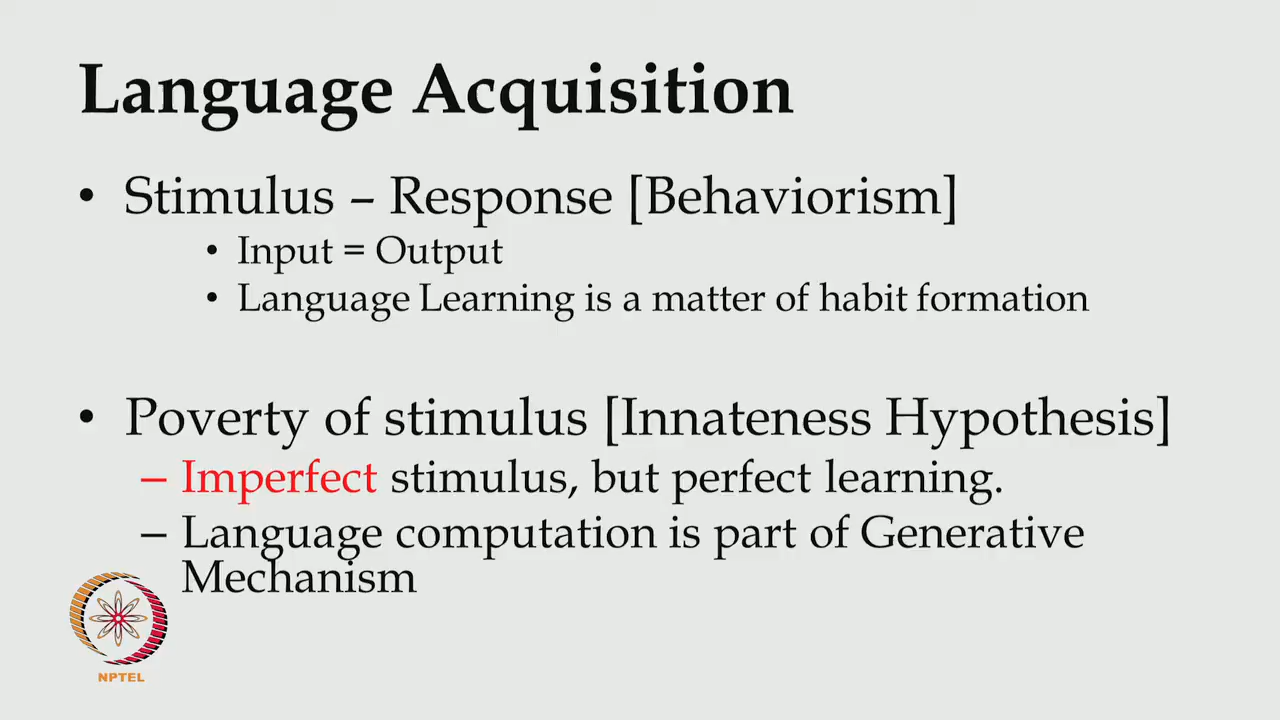 Language Acquisition
• Stimulus – Response [Behaviorism]
• Input = Output
• Language Learning is a matter of habit formation
• Poverty of stimulus [Innateness Hypothesis]
– Imperfect stimulus, but perfect learning.
– Language computation is part of Generative
Mechanism
NPTEL